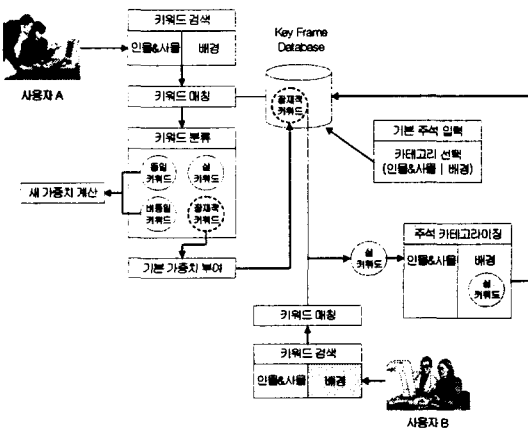 키워드 검색
인물&사물 배경
사용자 A
Key Frame
Database
키워드 매칭
잠재적
키워드
키워드 분류
동일
키워드
실
키워드
비동일
키워드
잠재적
키워드
새 가중치 계산
기본 가중치 부여
기본 주석 입력
카테고리 선택
(인물&사물 | 배경)
실
키워드
주석 카테고라이징
인물&사물 배경
실
키워드
키워드 매칭
키워드 검색
인물&사물 배경
사용자 B